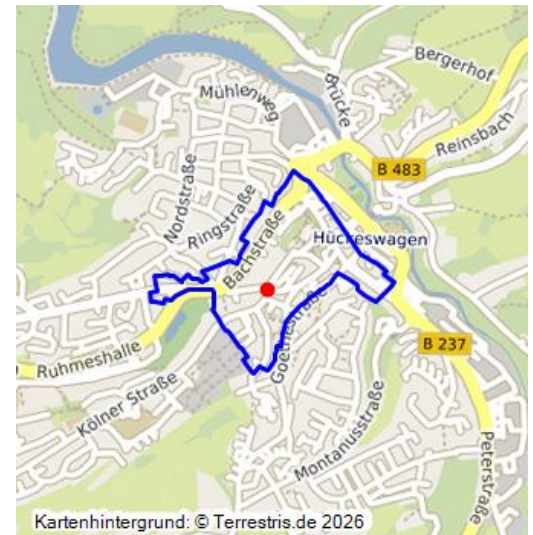 Bergerhof
Mühlenweg
Brücke
Reinsbach
B 483
Nordstraße
Ringstraße
Bachstraße
Hückeswagen
Goethestraße
B 237
Ruhmeshalle
Kölner Straße
Montanusstraße
Peterstraße
Kartenhintergrund: © Terrestris.de 2026